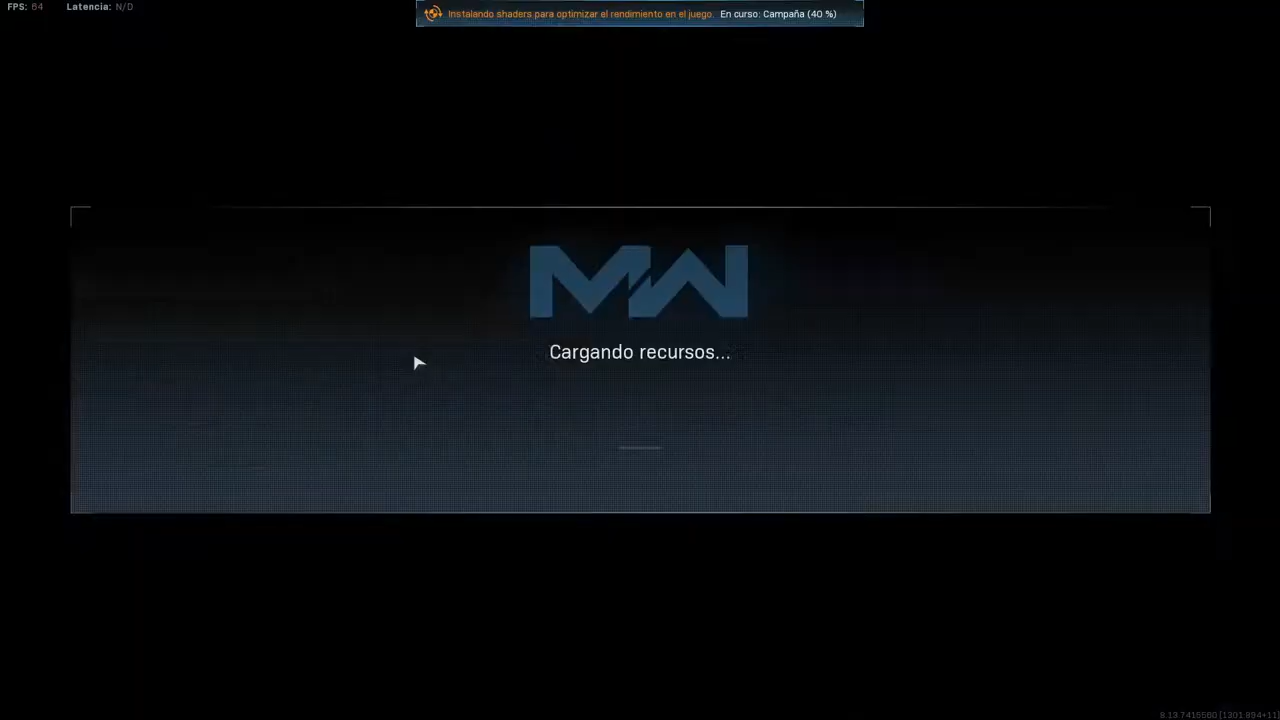 FPS: 64 Latencia: N/D
Instalando shaders para optimizar el rendimiento en el juego. En curso: Campaña (40 %)
MW
Cargando recursos...